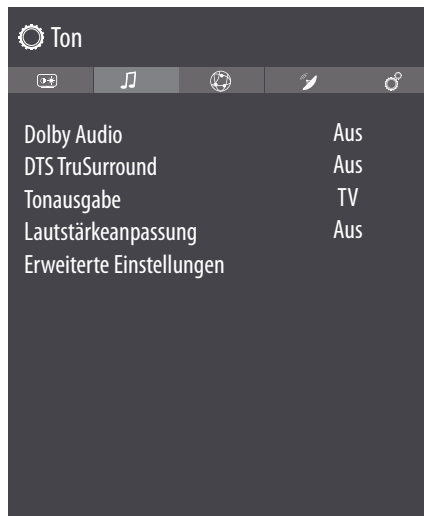 Ton
Dolby Audio Aus
DTS TruSurround Aus
Tonausgabe TV
Lautstärkeanpassung Aus
Erweiterte Einstellungen